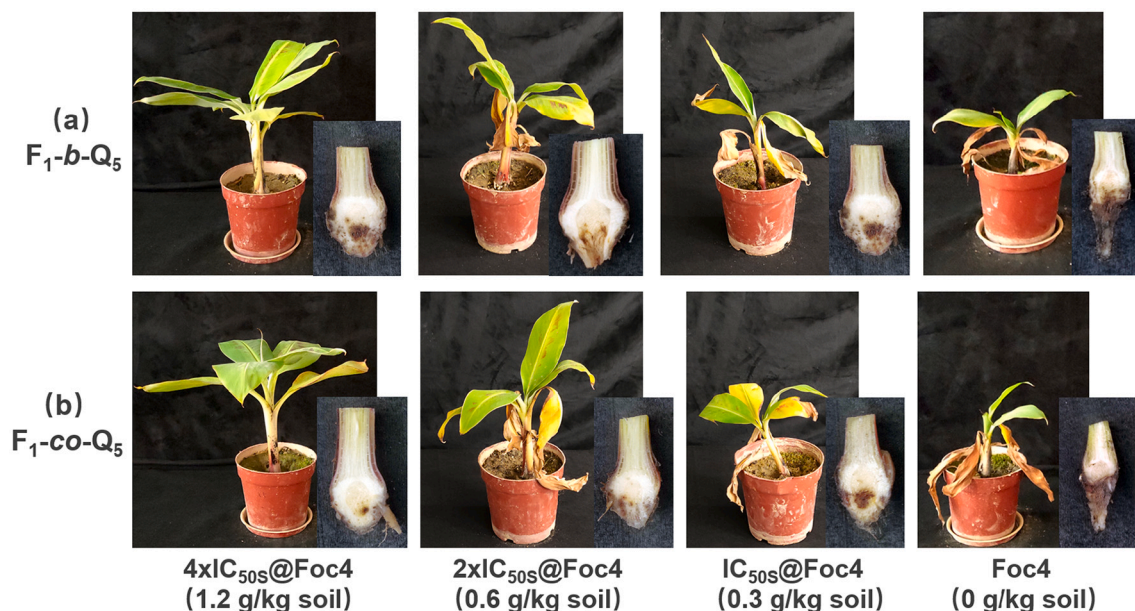 (a)
F₁-b-Q₅
(b)
F₁-co-Q₅
4xIC₅₀ₛ@Foc4
(1.2 g/kg soil)
2xIC₅₀ₛ@Foc4
(0.6 g/kg soil)
IC₅₀ₛ@Foc4
(0.3 g/kg soil)
Foc4
(0 g/kg soil)